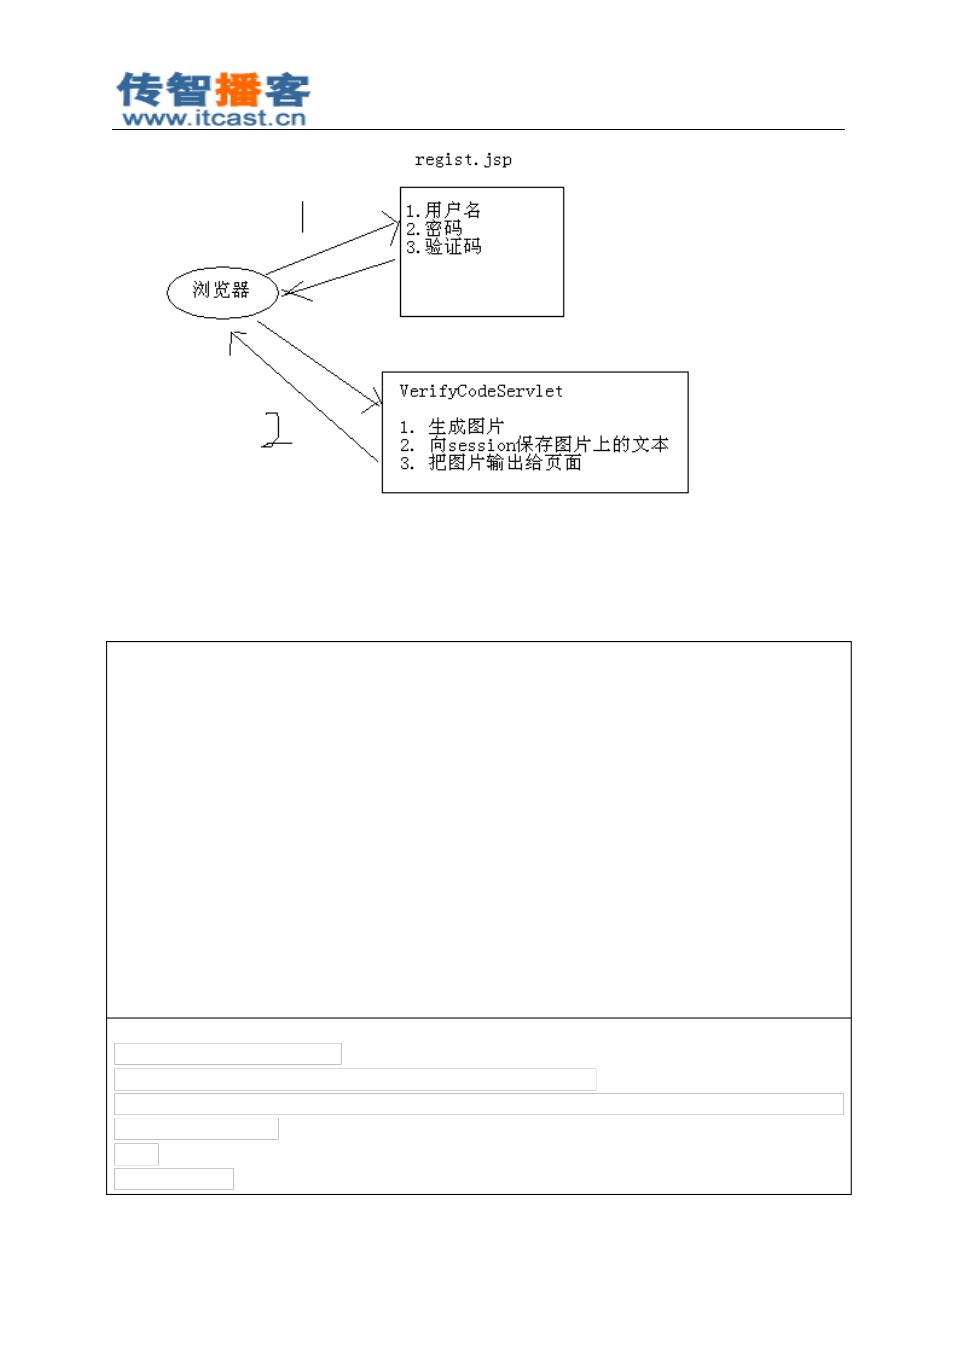 传智播客
www.itcast.cn
regist.jsp
1
1.用户名
2.密码
3.验证码
浏览器
VerifyCodeServlet
2
1. 生成图片
2. 向session保存图片上的文本
3. 把图片输出给页面